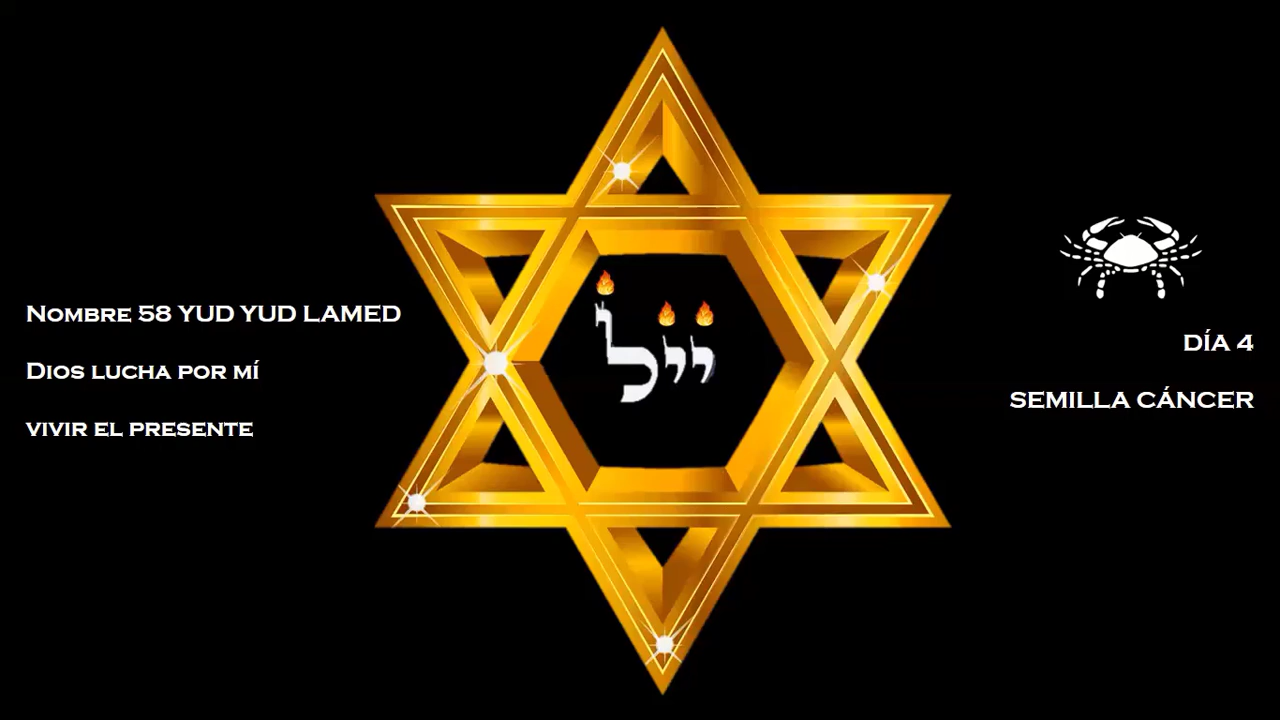 Nombre 58 YUD YUD LAMED
Dios lucha por mí
vivir el presente
ייל
DÍA 4
SEMILLA CÁNCER